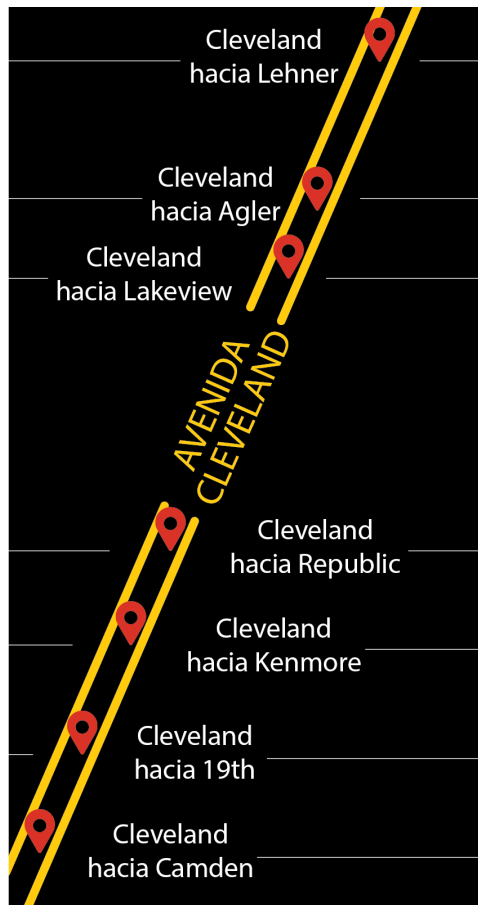 Cleveland
hacia Lehner
Cleveland
hacia Agler
Cleveland
hacia Lakeview
AVENIDA
CLEVELAND
Cleveland
hacia Republic
Cleveland
hacia Kenmore
Cleveland
hacia 19th
Cleveland
hacia Camden